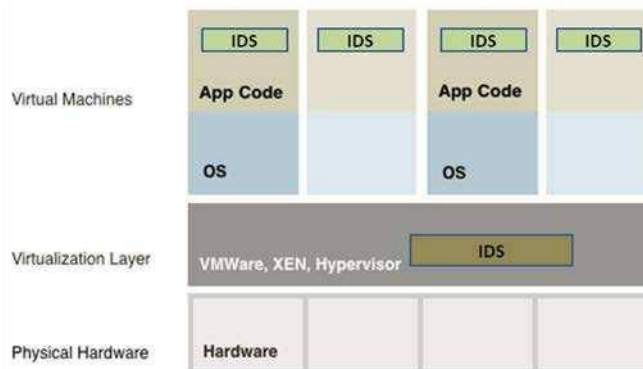 IDS IDS IDS IDS
Virtual Machines App Code App Code
OS OS
Virtualization Layer VMWare, XEN, Hypervisor IDS
Physical Hardware Hardware